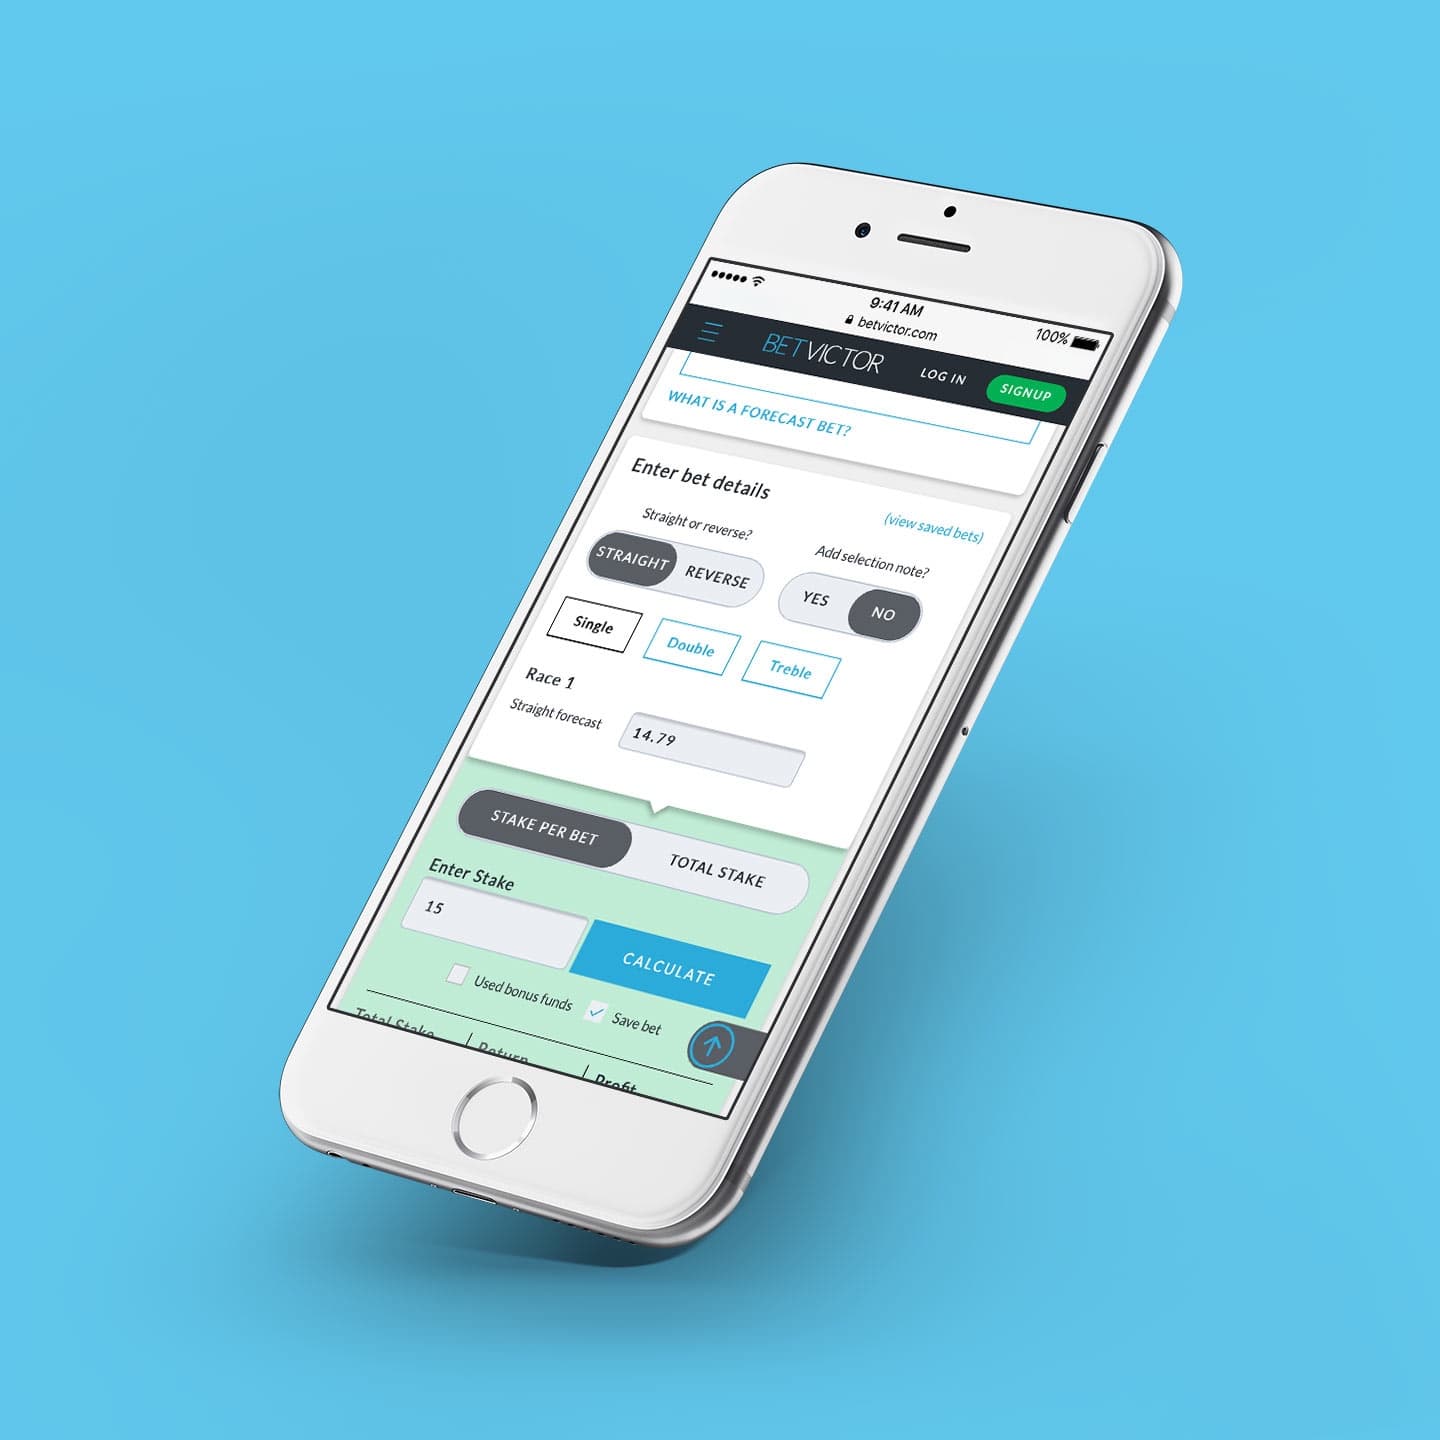 9:41 AM
betvictor.com
100%
BETVICTOR
LOG IN
SIGNUP
WHAT IS A FORECAST BET?
Enter bet details
(view saved bets)
Straight or reverse?
Add selection note?
STRAIGHT
REVERSE
YES
NO
Single
Double
Treble
Race 1
Straight forecast
14.79
STAKE PER BET
TOTAL STAKE
Enter Stake
15
CALCULATE
Used bonus funds
Save bet
Total Stake
Return
Profit